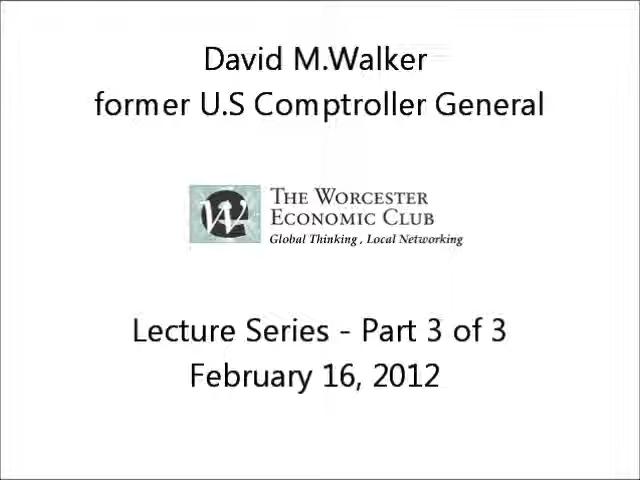 David M.Walker
former U.S Comptroller General
W
THE WORCESTER
ECONOMIC CLUB
Global Thinking , Local Networking
Lecture Series - Part 3 of 3
February 16, 2012